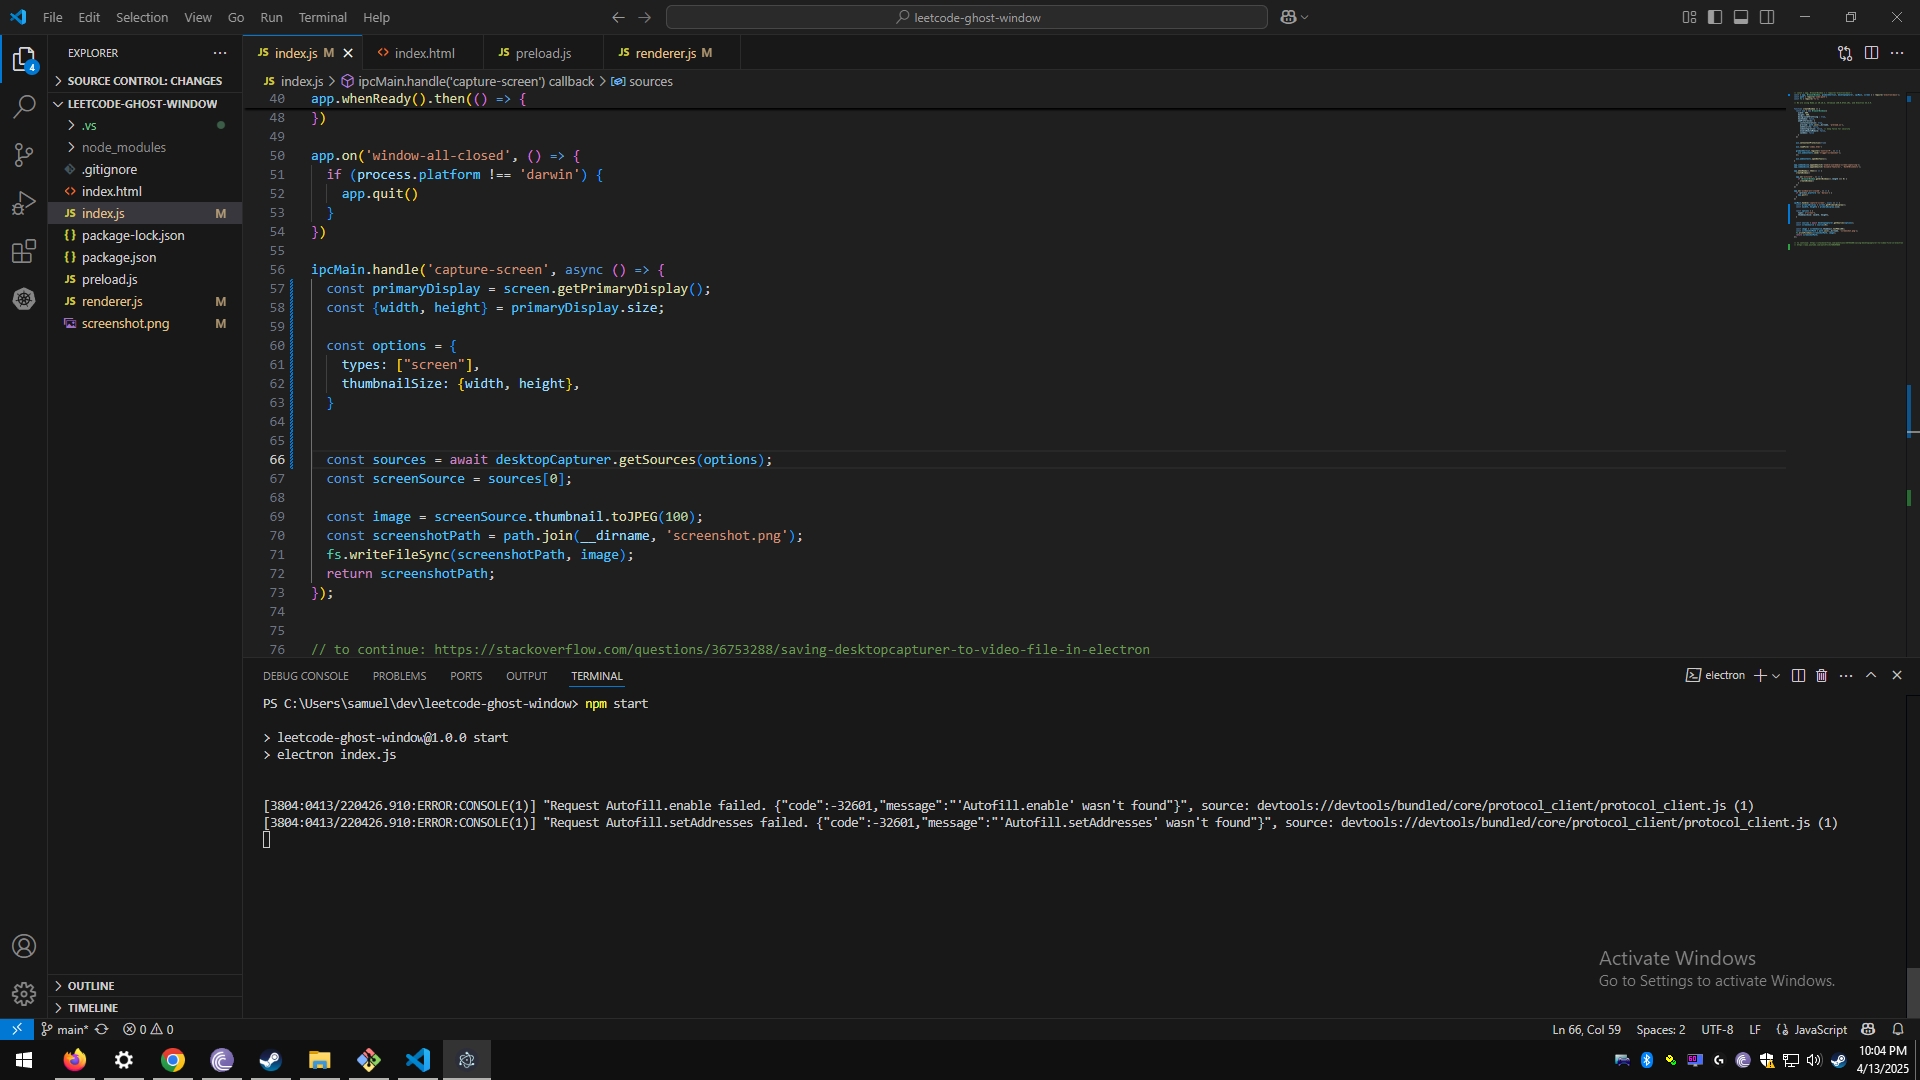 File Edit Selection View Go Run Terminal Help
leetcode-ghost-window
EXPLORER
SOURCE CONTROL: CHANGES
LEETCODE-GHOST-WINDOW
.vs
node_modules
.gitignore
index.html
index.js M
package-lock.json
package.json
preload.js
renderer.js M
screenshot.png M
OUTLINE
TIMELINE
4
JS index.js M
index.html
JS preload.js
JS renderer.js M
JS index.js > ipcMain.handle('capture-screen') callback > sources
40 app.whenReady().then(() => {
48 })
49
50 app.on('window-all-closed', () => {
51 if (process.platform !== 'darwin') {
52 app.quit()
53 }
54 })
55
56 ipcMain.handle('capture-screen', async () => {
57 const primaryDisplay = screen.getPrimaryDisplay();
58 const {width, height} = primaryDisplay.size;
59
60 const options = {
61 types: ["screen"],
62 thumbnailSize: {width, height},
63 }
64
65
66 const sources = await desktopCapturer.getSources(options);
67 const screenSource = sources[0];
68
69 const image = screenSource.thumbnail.toJPEG(100);
70 const screenshotPath = path.join(__dirname, 'screenshot.png');
71 fs.writeFileSync(screenshotPath, image);
72 return screenshotPath;
73 });
74
75
76 // to continue: https://stackoverflow.com/questions/36753288/saving-desktopcapturer-to-video-file-in-electron
DEBUG CONSOLE PROBLEMS PORTS OUTPUT TERMINAL
electron
PS C:\Users\samuel\dev\leetcode-ghost-window> npm start
> leetcode-ghost-window@1.0.0 start
> electron index.js
[3804:0413/220426.910:ERROR:CONSOLE(1)] "Request Autofill.enable failed. {"code":-32601,"message":"'Autofill.enable' wasn't found"}", source: devtools://devtools/bundled/core/protocol_client/protocol_client.js (1)
[3804:0413/220426.910:ERROR:CONSOLE(1)] "Request Autofill.setAddresses failed. {"code":-32601,"message":"'Autofill.setAddresses' wasn't found"}", source: devtools://devtools/bundled/core/protocol_client/protocol_client.js (1)
Activate Windows
Go to Settings to activate Windows.
main* 0 0
Ln 66, Col 59 Spaces: 2 UTF-8 LF JavaScript
10:04 PM
4/13/2025